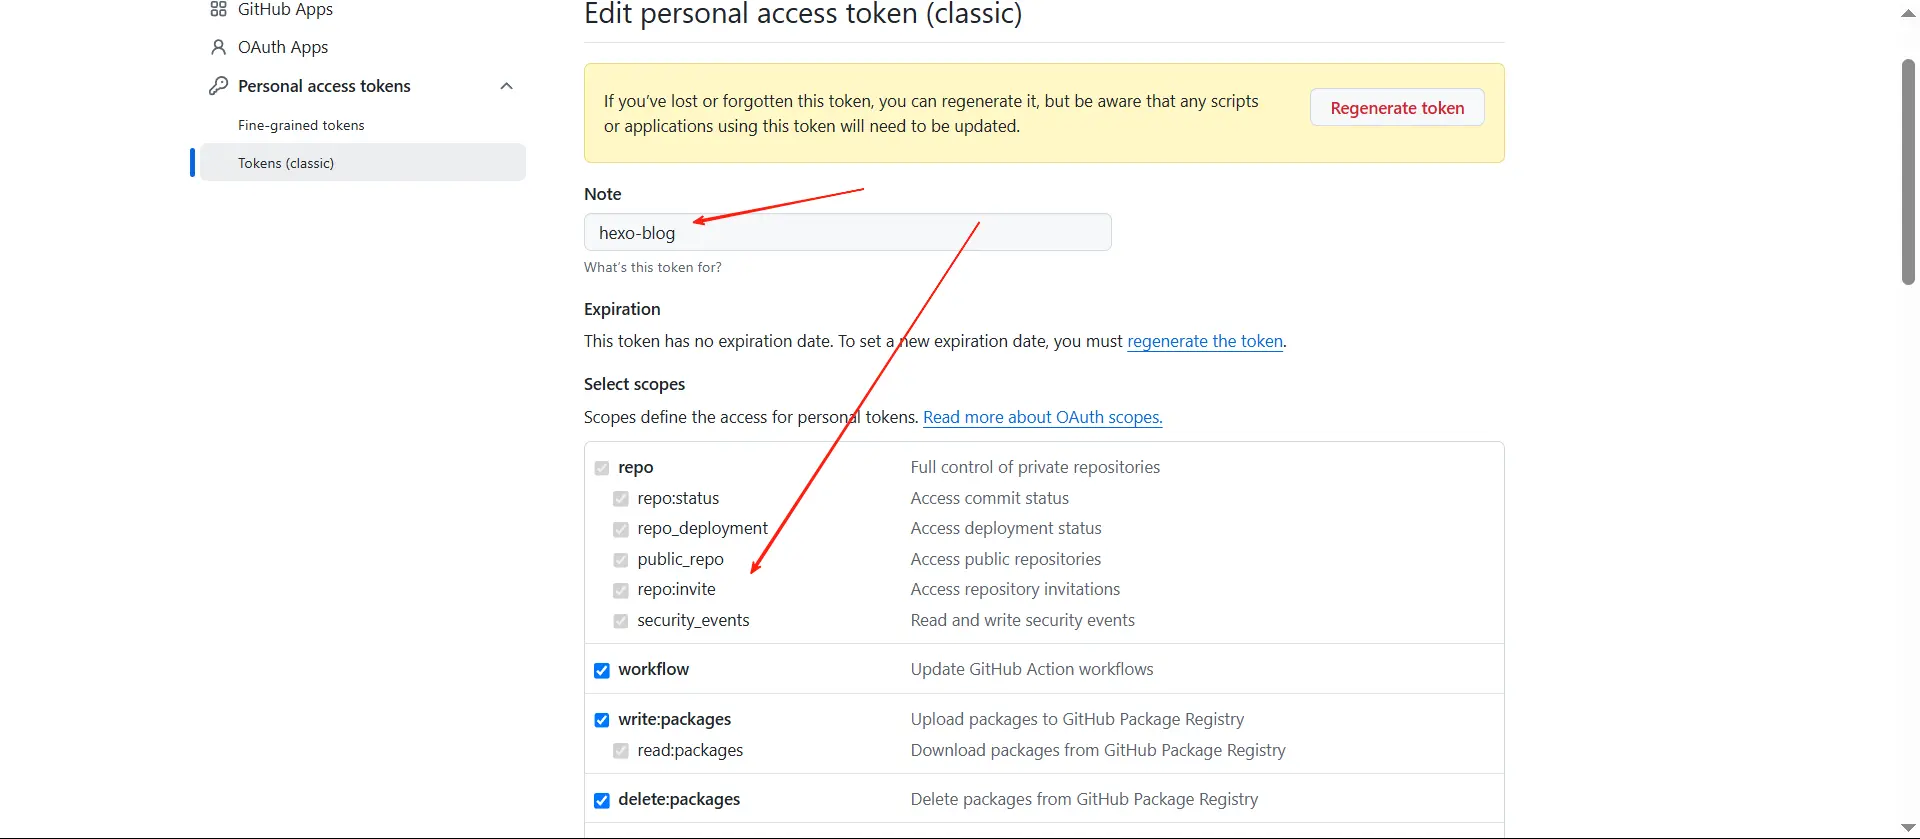 GitHub Apps
OAuth Apps
Personal access tokens
Fine-grained tokens
Tokens (classic)
Edit personal access token (classic)
If you've lost or forgotten this token, you can regenerate it, but be aware that any scripts
or applications using this token will need to be updated.
Regenerate token
Note
hexo-blog
What's this token for?
Expiration
This token has no expiration date. To set a new expiration date, you must regenerate the token.
Select scopes
Scopes define the access for personal tokens. Read more about OAuth scopes.
repo Full control of private repositories
repo:status Access commit status
repo_deployment Access deployment status
public_repo Access public repositories
repo:invite Access repository invitations
security_events Read and write security events
workflow Update GitHub Action workflows
write:packages Upload packages to GitHub Package Registry
read:packages Download packages from GitHub Package Registry
delete:packages Delete packages from GitHub Package Registry